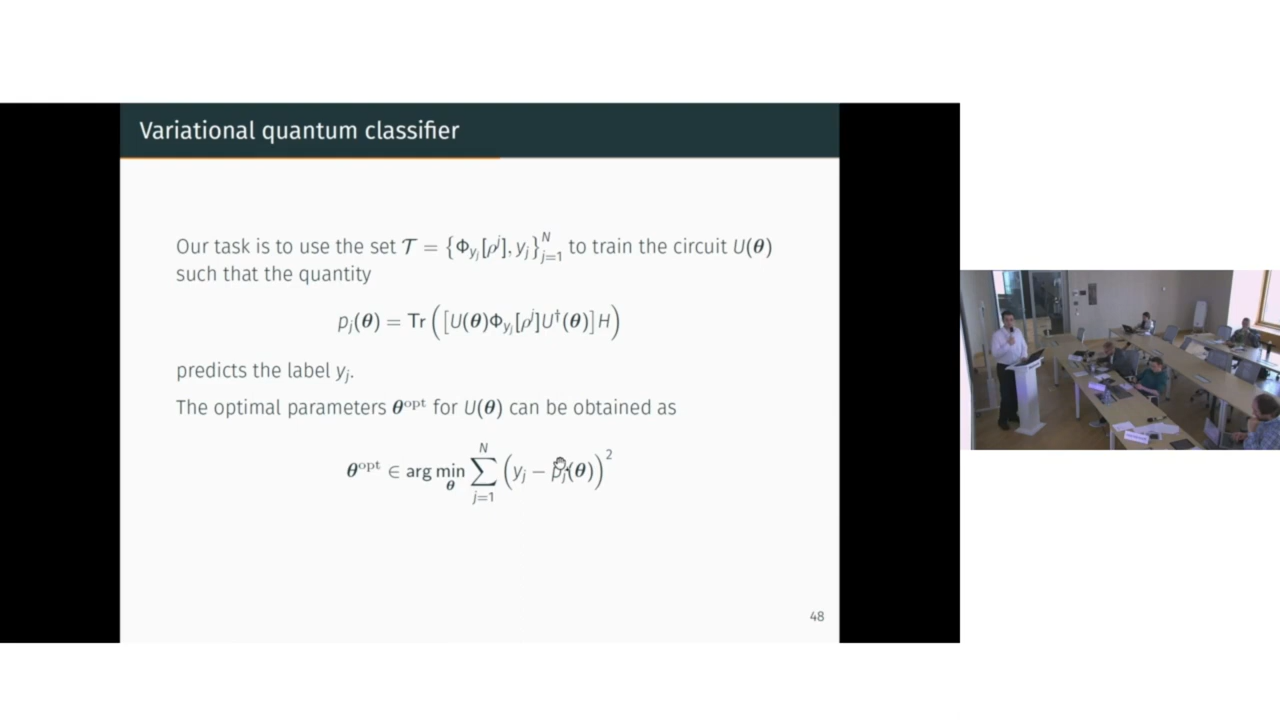 Variational quantum classifier
Our task is to use the set 𝒯 = {Φ_{y_j}[ρ^j], y_j}_{j=1}^N to train the circuit U(θ)
such that the quantity
p_j(θ) = Tr([U(θ)Φ_{y_j}[ρ^j]U†(θ)]H)
predicts the label y_j.
The optimal parameters θ^opt for U(θ) can be obtained as
θ^opt ∈ arg min_θ ∑_{j=1}^N (y_j − p_j(θ))^2
48